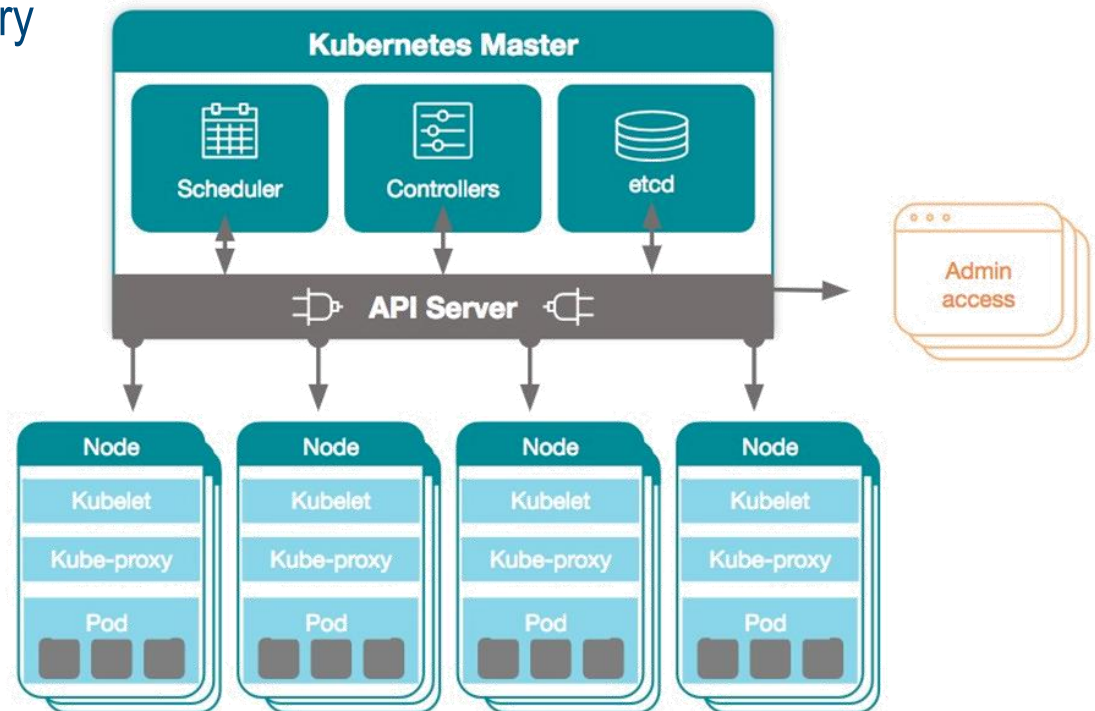 ry
Kubernetes Master
Scheduler
Controllers
etcd
API Server
Admin
access
Node
Node
Node
Node
Kubelet
Kubelet
Kubelet
Kubelet
Kube-proxy
Kube-proxy
Kube-proxy
Kube-proxy
Pod
Pod
Pod
Pod